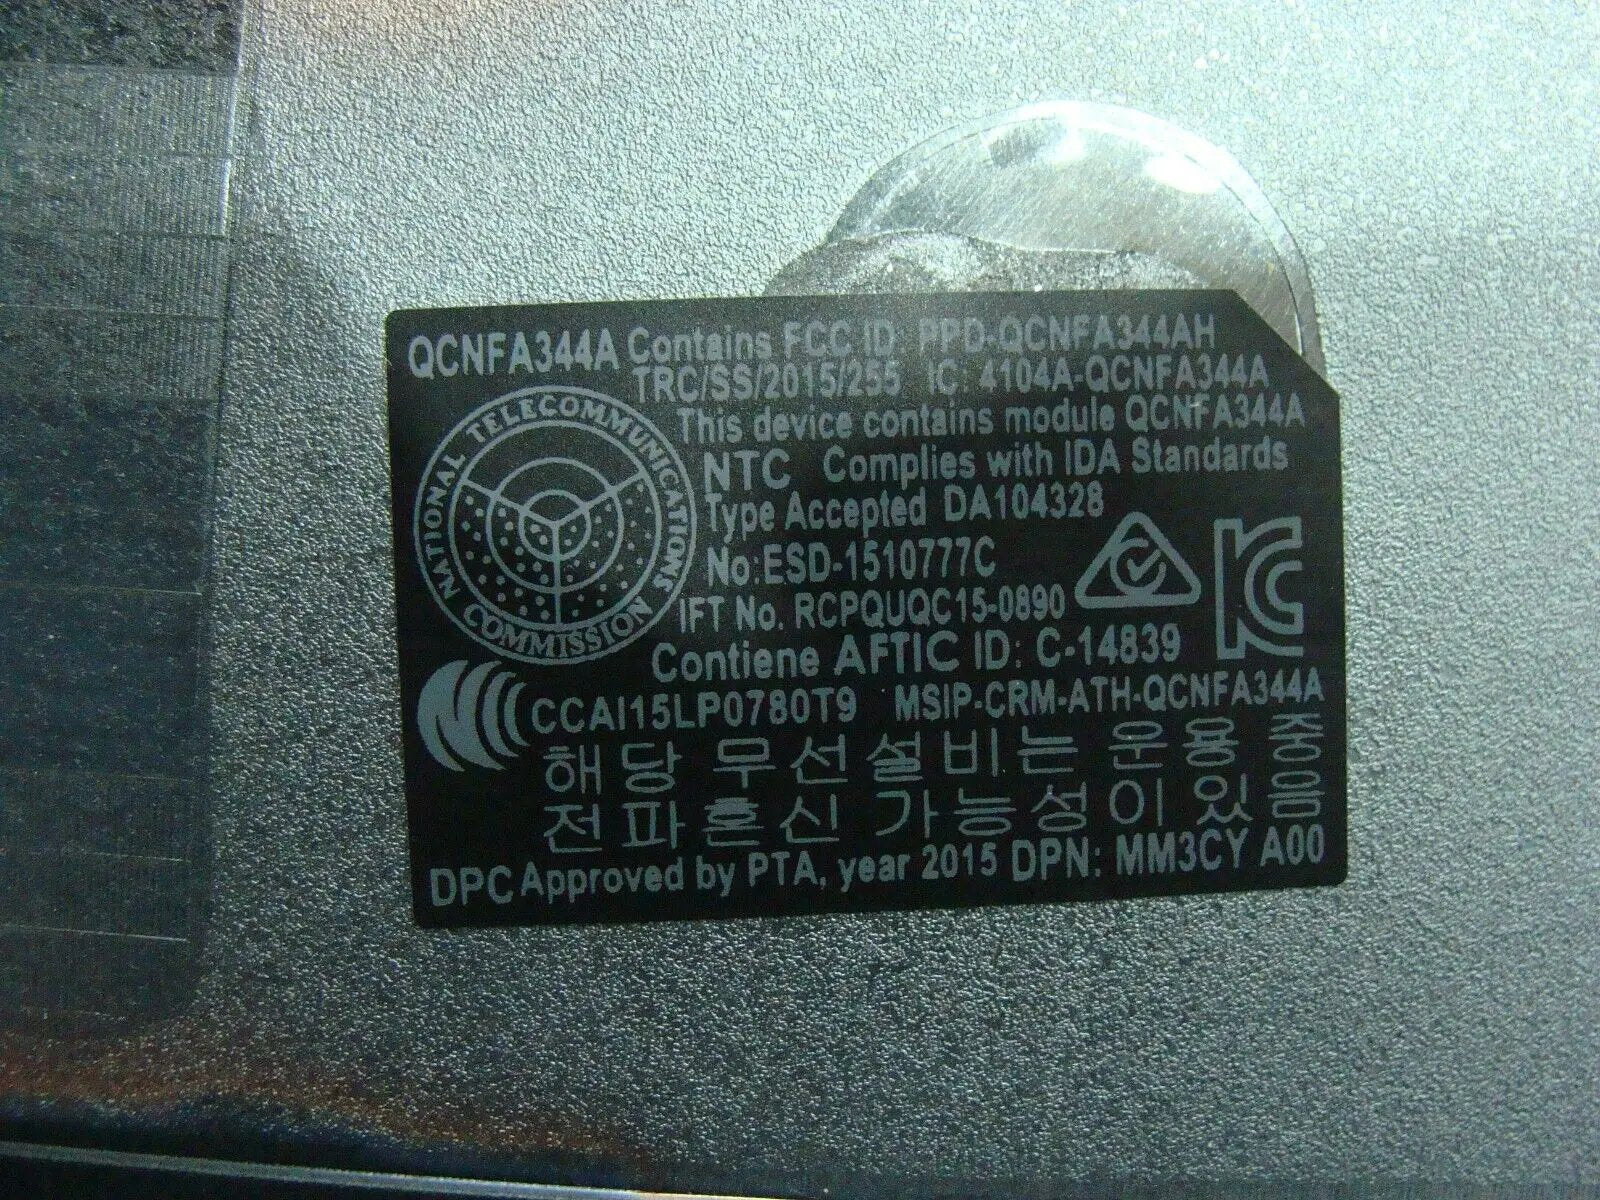 QCNFA344A Contains FCC ID: PPD-QCNFA344AH
TRC/SS/2015/255 IC: 4104A-QCNFA344A
This device contains module QCNFA344A
NATIONAL TELECOMMUNICATIONS COMMISSION
NTC Complies with IDA Standards
Type Accepted DA104328
No:ESD-1510777C
IFT No. RCPQUQC15-0890
Contiene AFTIC ID: C-14839
CCAI15LP0780T9 MSIP-CRM-ATH-QCNFA344A
해당 무선설비는 운용 중
전파혼신 가능성이 있음
DPC Approved by PTA, year 2015 DPN: MM3CY A00